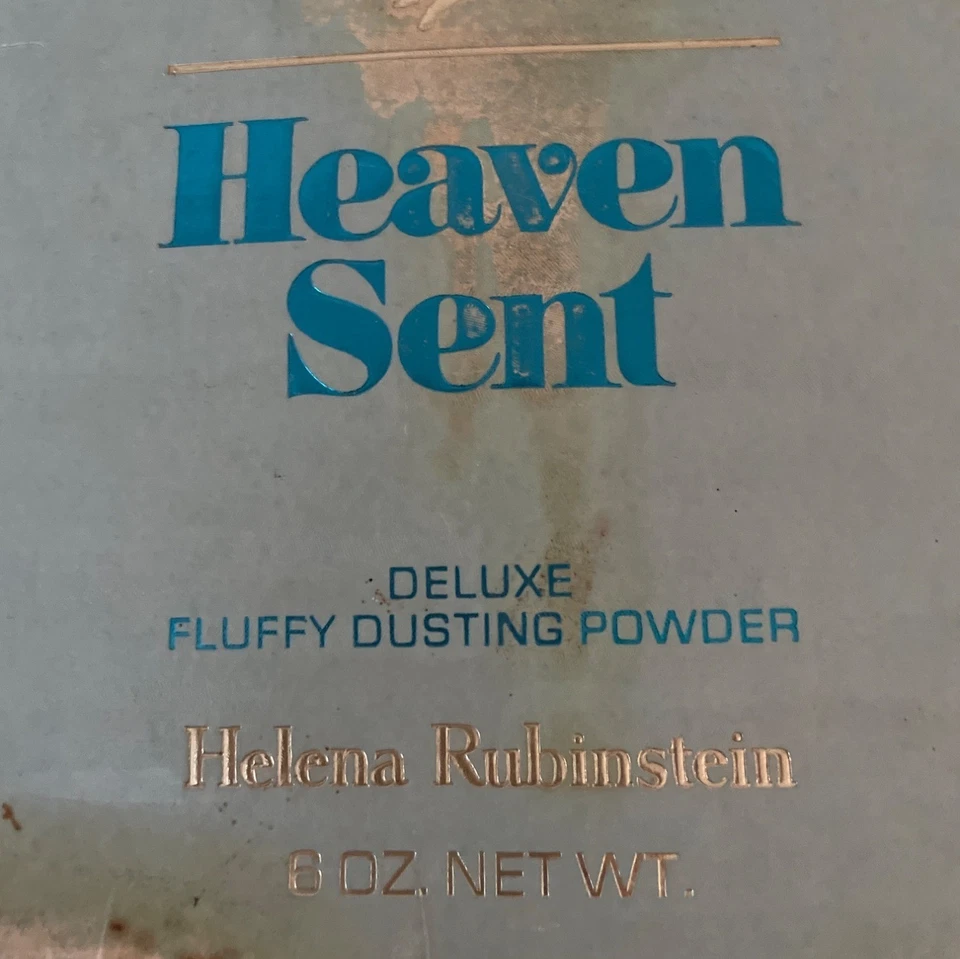 Heaven
Sent
DELUXE
FLUFFY DUSTING POWDER
Helena Rubinstein
6 OZ. NET WT.